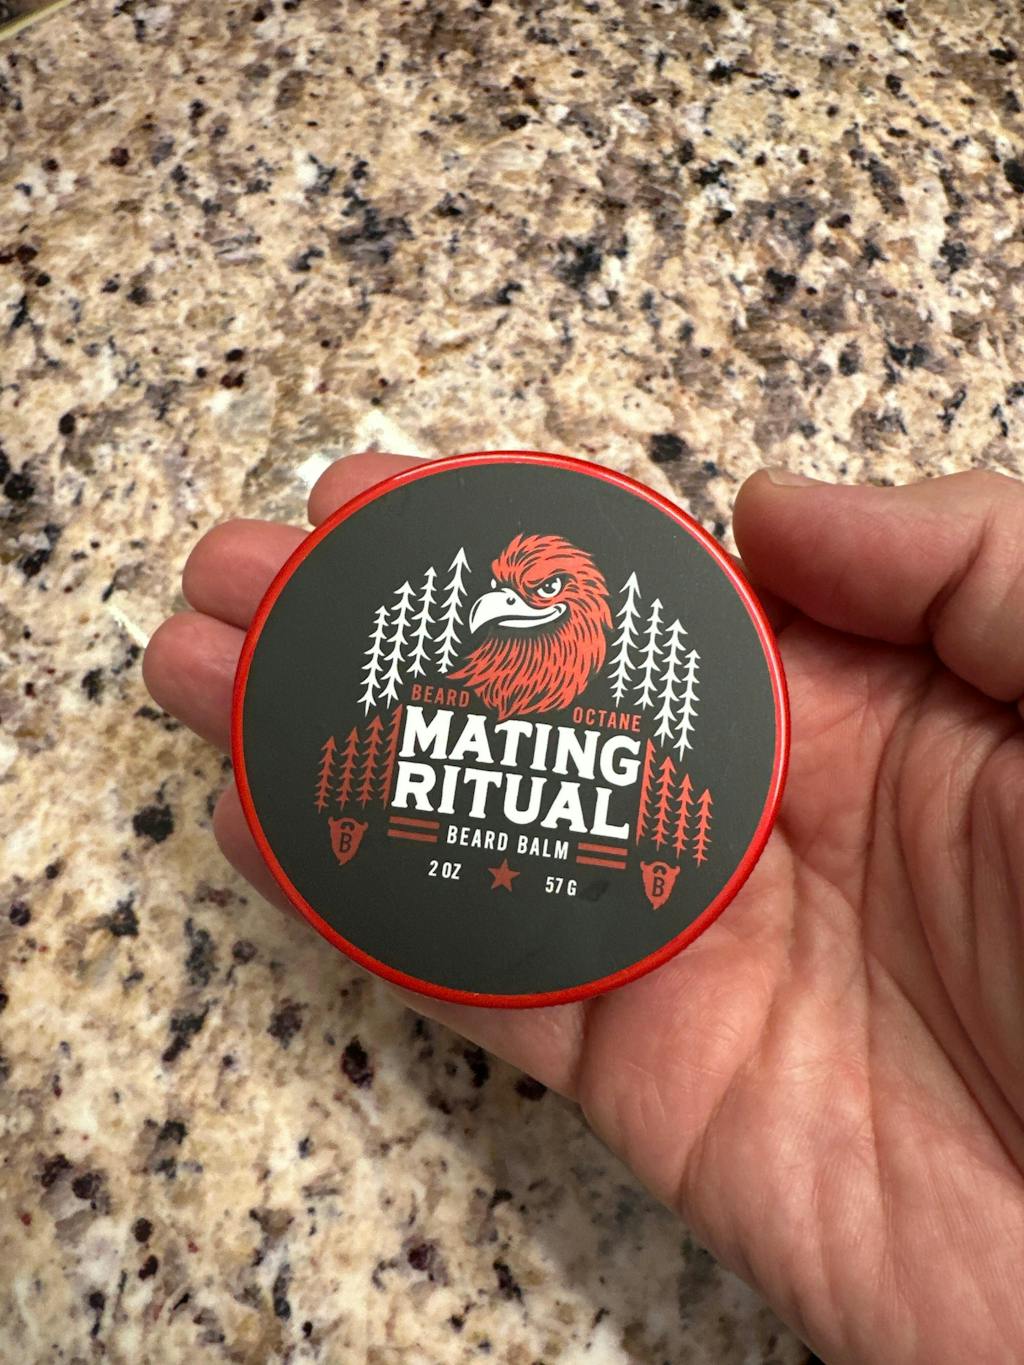 BEARD OCTANE
MATING
RITUAL
BEARD BALM
2 OZ 57 G
B B